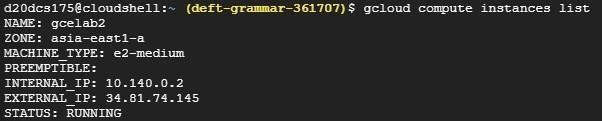 d20dcs175@cloudshell:~ (deft-grammar-361707)$ gcloud compute instances list
NAME: gcelab2
ZONE: asia-east1-a
MACHINE_TYPE: e2-medium
PREEMPTIBLE:
INTERNAL_IP: 10.140.0.2
EXTERNAL_IP: 34.81.74.145
STATUS: RUNNING